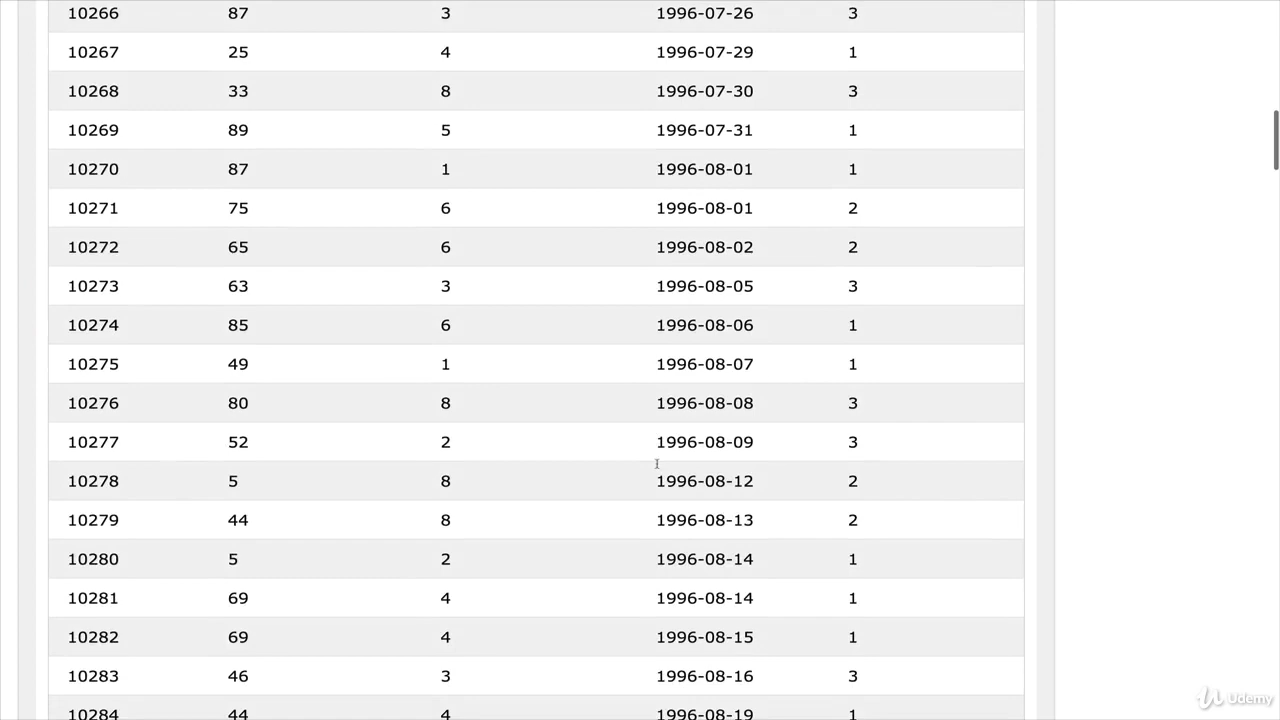 10266 87 3 1996-07-26 3
10267 25 4 1996-07-29 1
10268 33 8 1996-07-30 3
10269 89 5 1996-07-31 1
10270 87 1 1996-08-01 1
10271 75 6 1996-08-01 2
10272 65 6 1996-08-02 2
10273 63 3 1996-08-05 3
10274 85 6 1996-08-06 1
10275 49 1 1996-08-07 1
10276 80 8 1996-08-08 3
10277 52 2 1996-08-09 3
10278 5 8 1996-08-12 2
10279 44 8 1996-08-13 2
10280 5 2 1996-08-14 1
10281 69 4 1996-08-14 1
10282 69 4 1996-08-15 1
10283 46 3 1996-08-16 3
10284 44 4 1996-08-19 1
Udemy